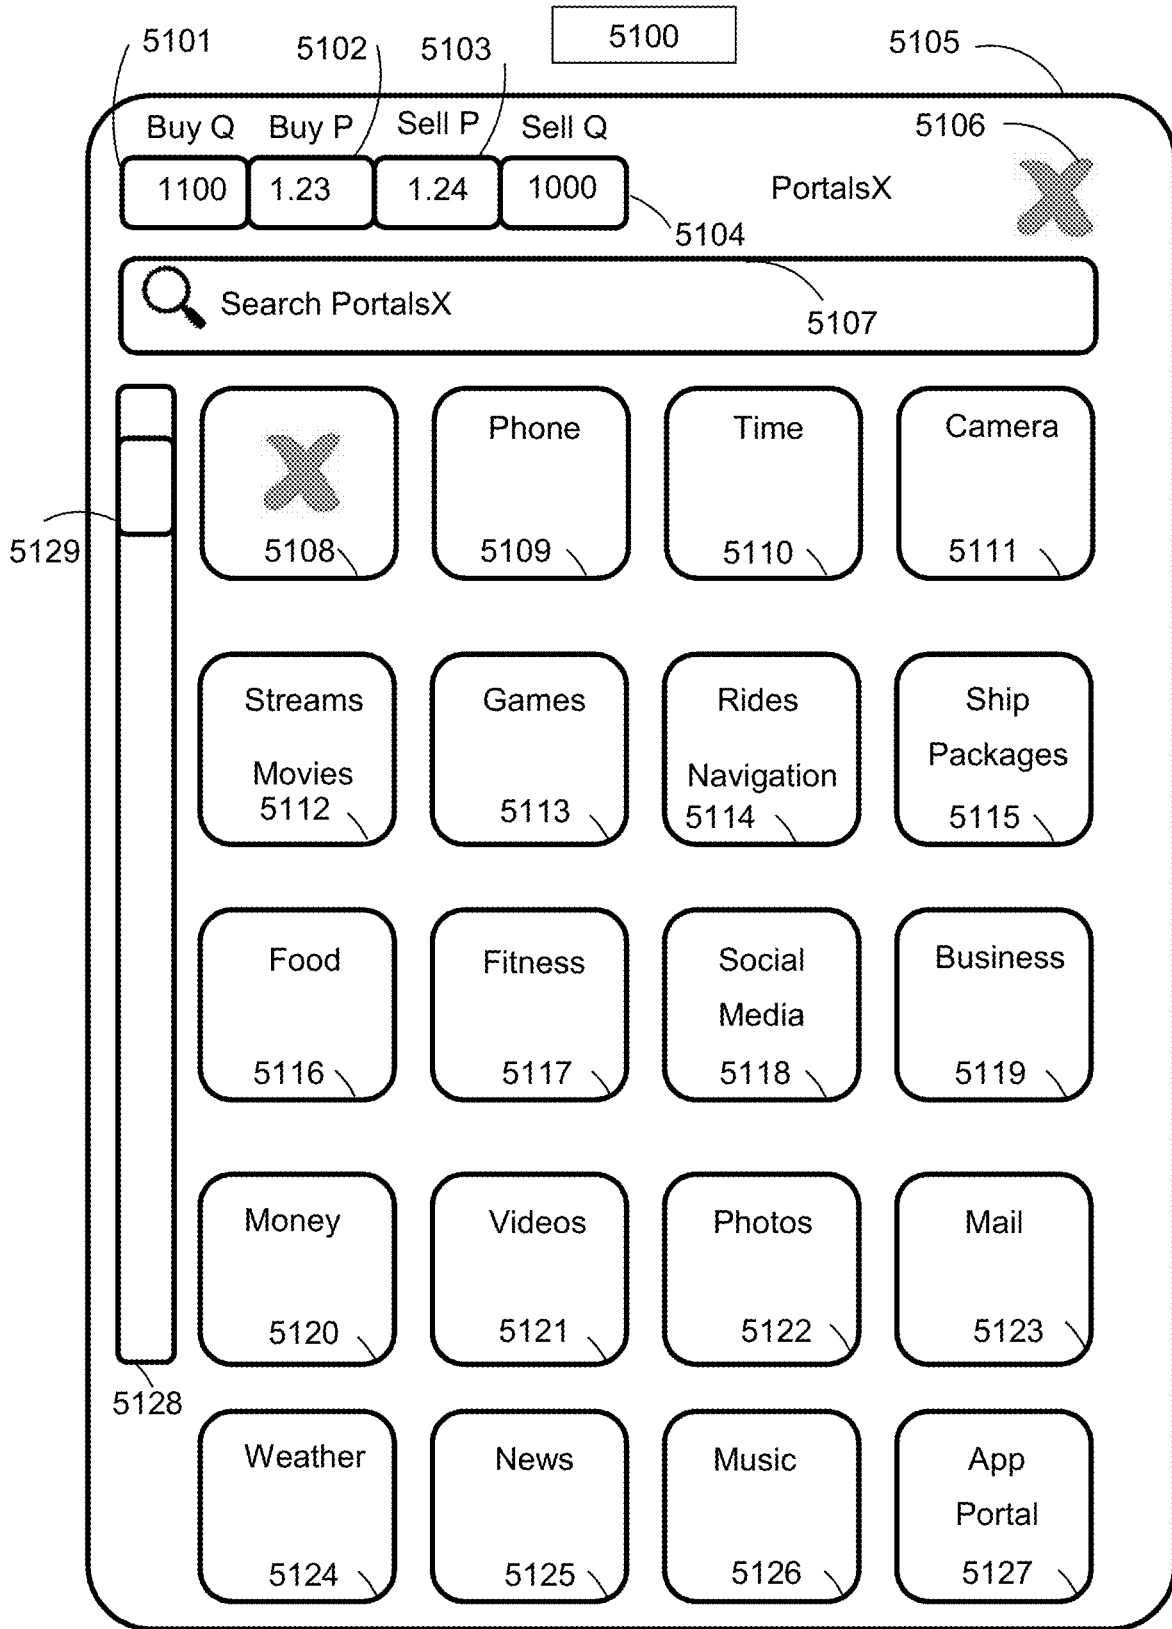 5100
5101
5102
5103
5105
Buy Q Buy P Sell P Sell Q
5106
1100 1.23 1.24 1000
PortalsX
5104
Search PortalsX
5107
Phone
Time
Camera
5129
5108
5109
5110
5111
Streams
Movies
5112
Games
5113
Rides
Navigation
5114
Ship
Packages
5115
Food
5116
Fitness
5117
Social
Media
5118
Business
5119
Money
5120
Videos
5121
Photos
5122
Mail
5123
5128
Weather
5124
News
5125
Music
5126
App
Portal
5127